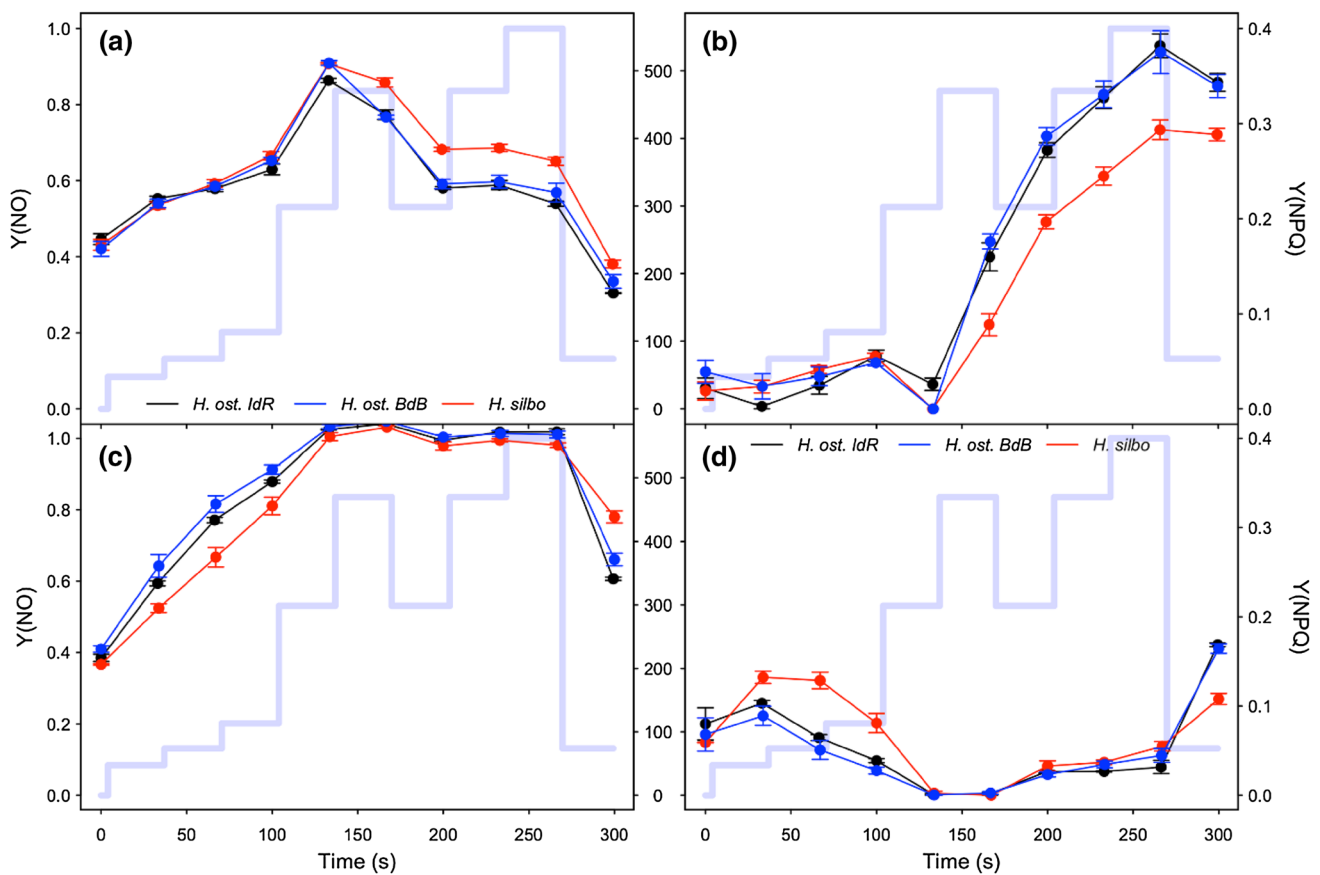 (a)
1.0
0.8
0.6
0.4
0.2
0.0
Y(NO)
H. ost. IdR H. ost. BdB H. silbo
(b)
500
400
300
200
100
0
0.4
0.3
0.2
0.1
0.0
Y(NPQ)
(c)
1.0
0.8
0.6
0.4
0.2
0.0
Y(NO)
0 50 100 150 200 250 300
Time (s)
(d)
H. ost. IdR H. ost. BdB H. silbo
500
400
300
200
100
0
0.4
0.3
0.2
0.1
0.0
Y(NPQ)
0 50 100 150 200 250 300
Time (s)